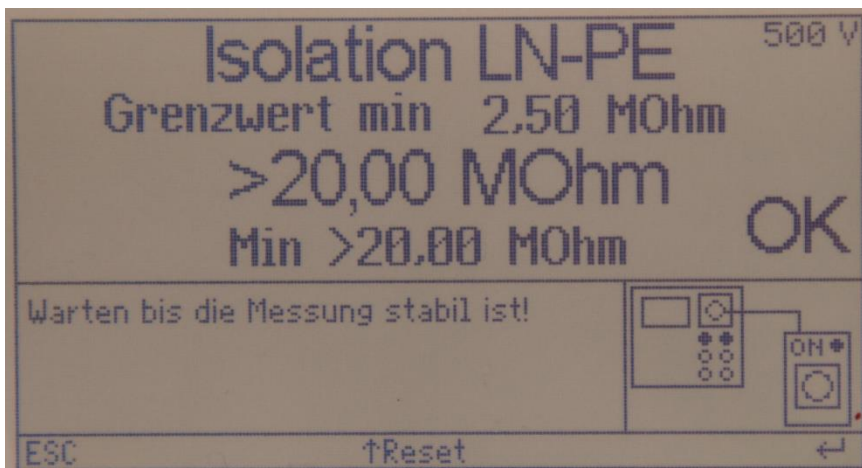 Isolation LN-PE 500 V
Grenzwert min 2,50 MOhm
>20,00 MOhm
OK
Min >20,00 MOhm
Warten bis die Messung stabil ist!
ON
ESC ↑Reset ↵